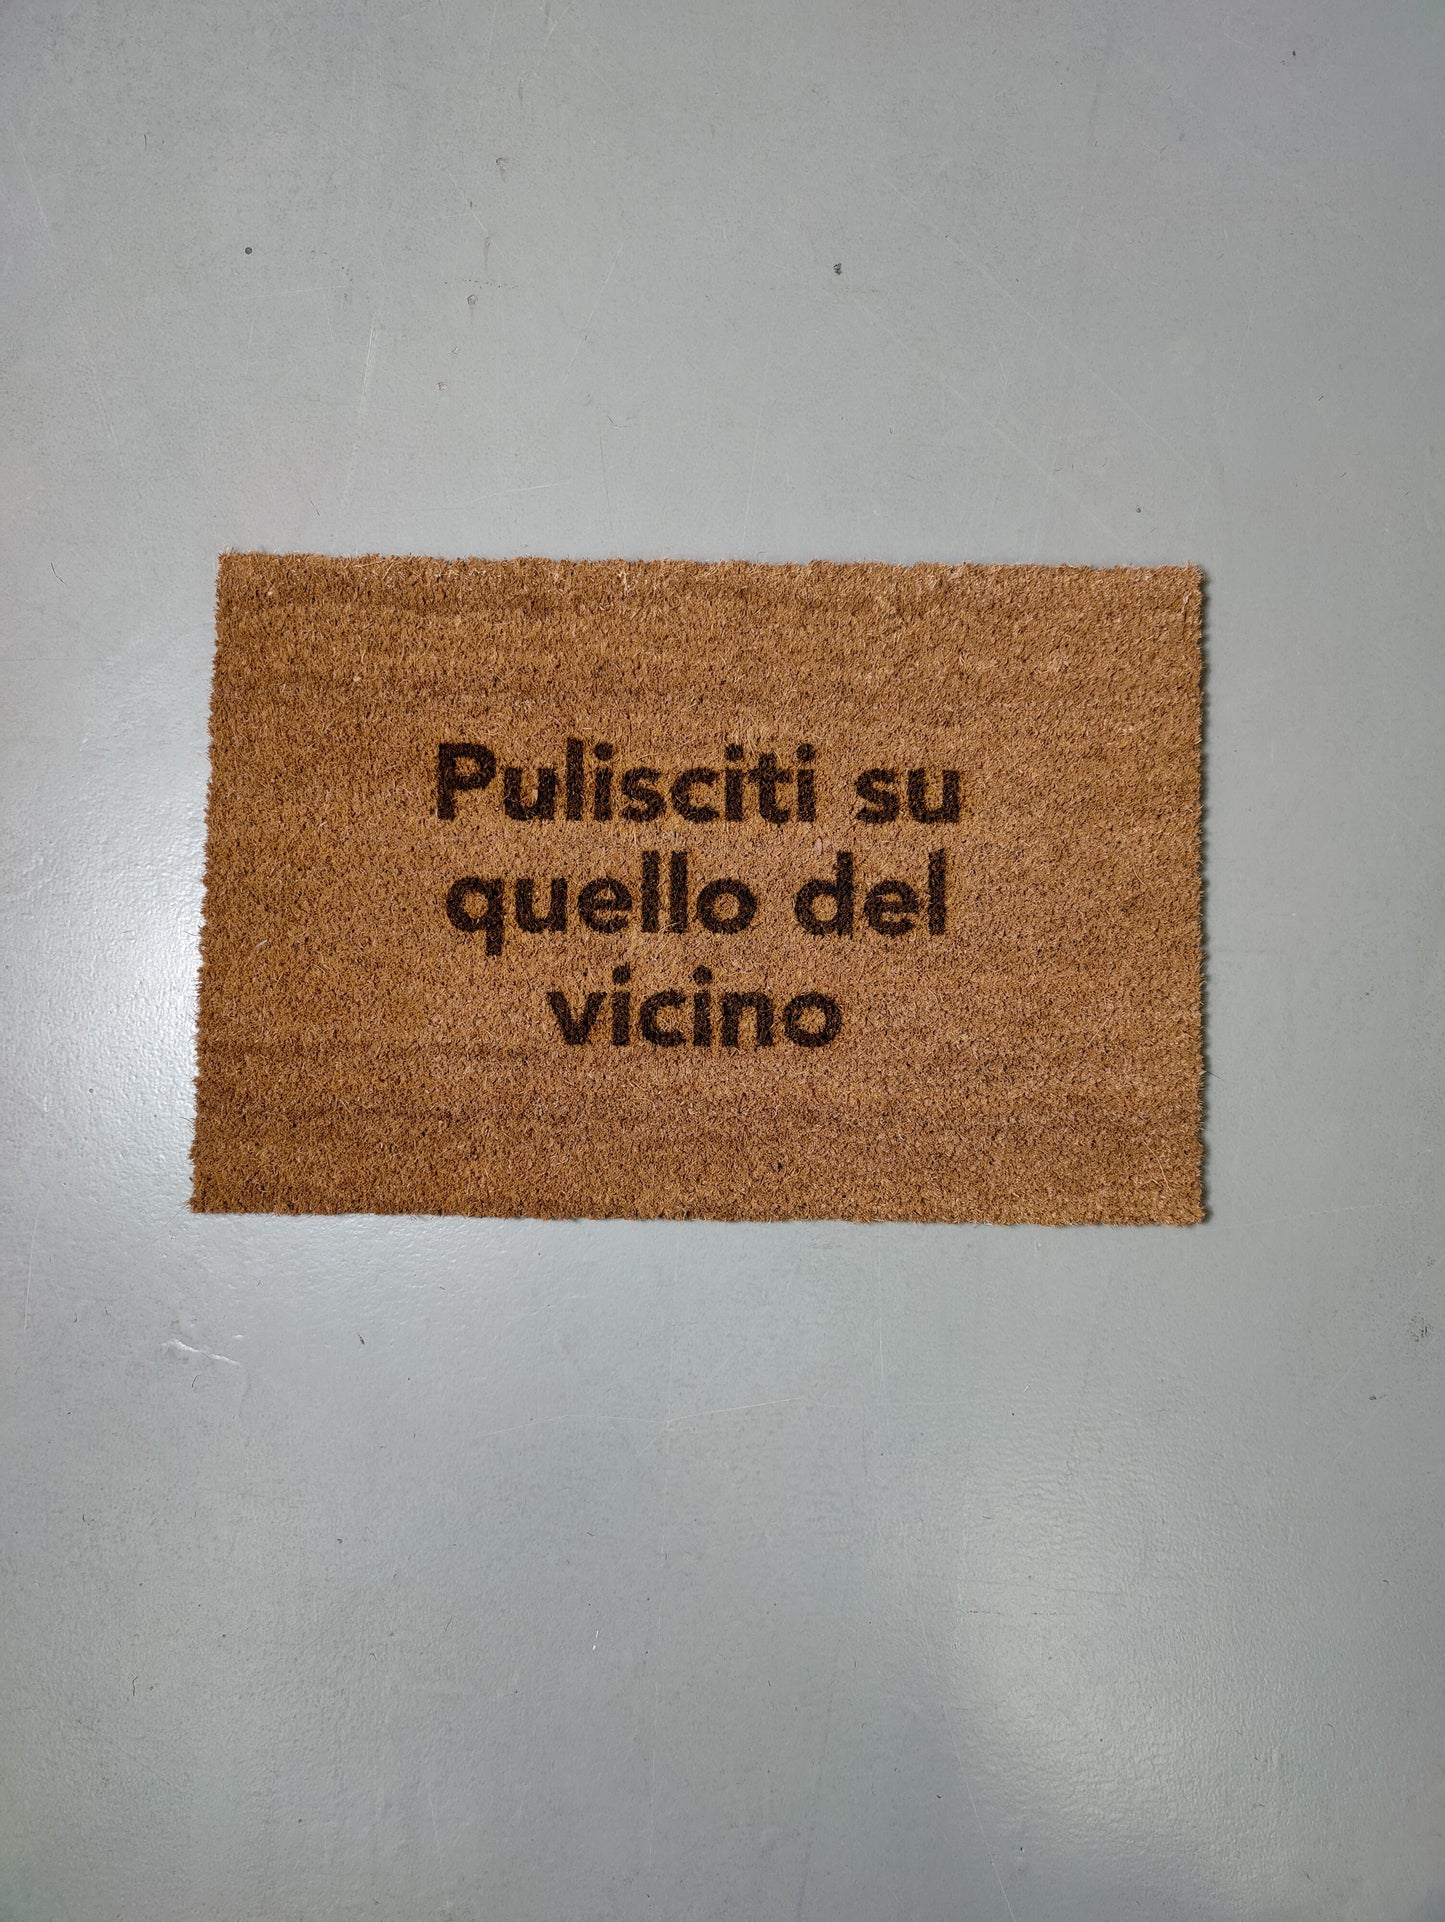 Pulisciti su
quello del
vicino